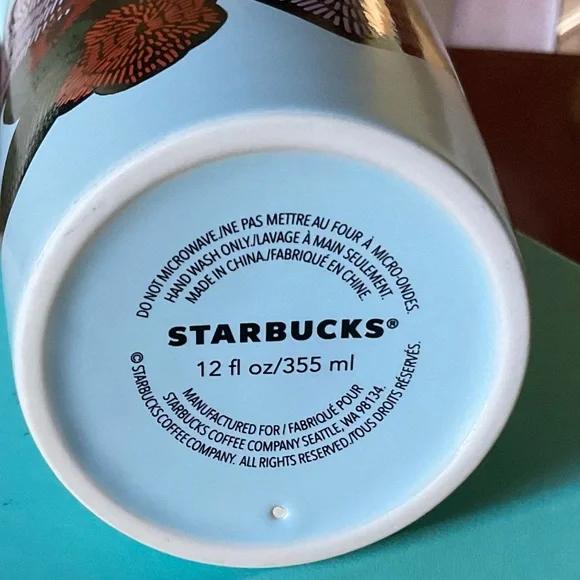 DO NOT MICROWAVE./NE PAS METTRE AU FOUR À MICRO-ONDES.
HAND WASH ONLY./LAVAGE À MAIN SEULEMENT.
MADE IN CHINA./FABRIQUÉ EN CHINE.
STARBUCKS®
12 fl oz/355 ml
MANUFACTURED FOR / FABRIQUÉ POUR
STARBUCKS COFFEE COMPANY SEATTLE, WA 98134.
© STARBUCKS COFFEE COMPANY. ALL RIGHTS RESERVED./TOUS DROITS RÉSERVÉS.